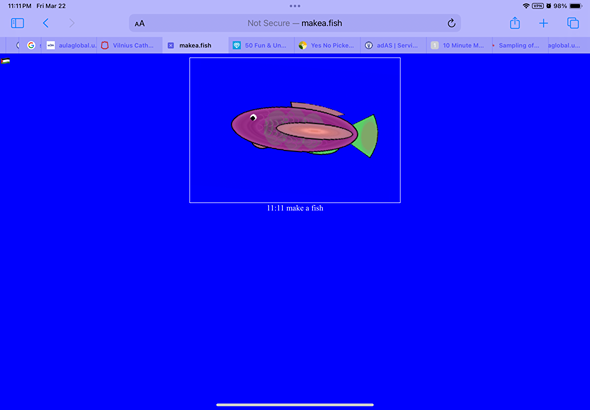 11:11 PM Fri Mar 22
VPN
98%
AA
Not Secure — makea.fish
aulaglobal.u...
Vilnius Cath...
makea.fish
50 Fun & Un...
Yes No Picke...
adAS | Servi...
10 Minute M...
Sampling of...
aglobal.u...
11:11 make a fish